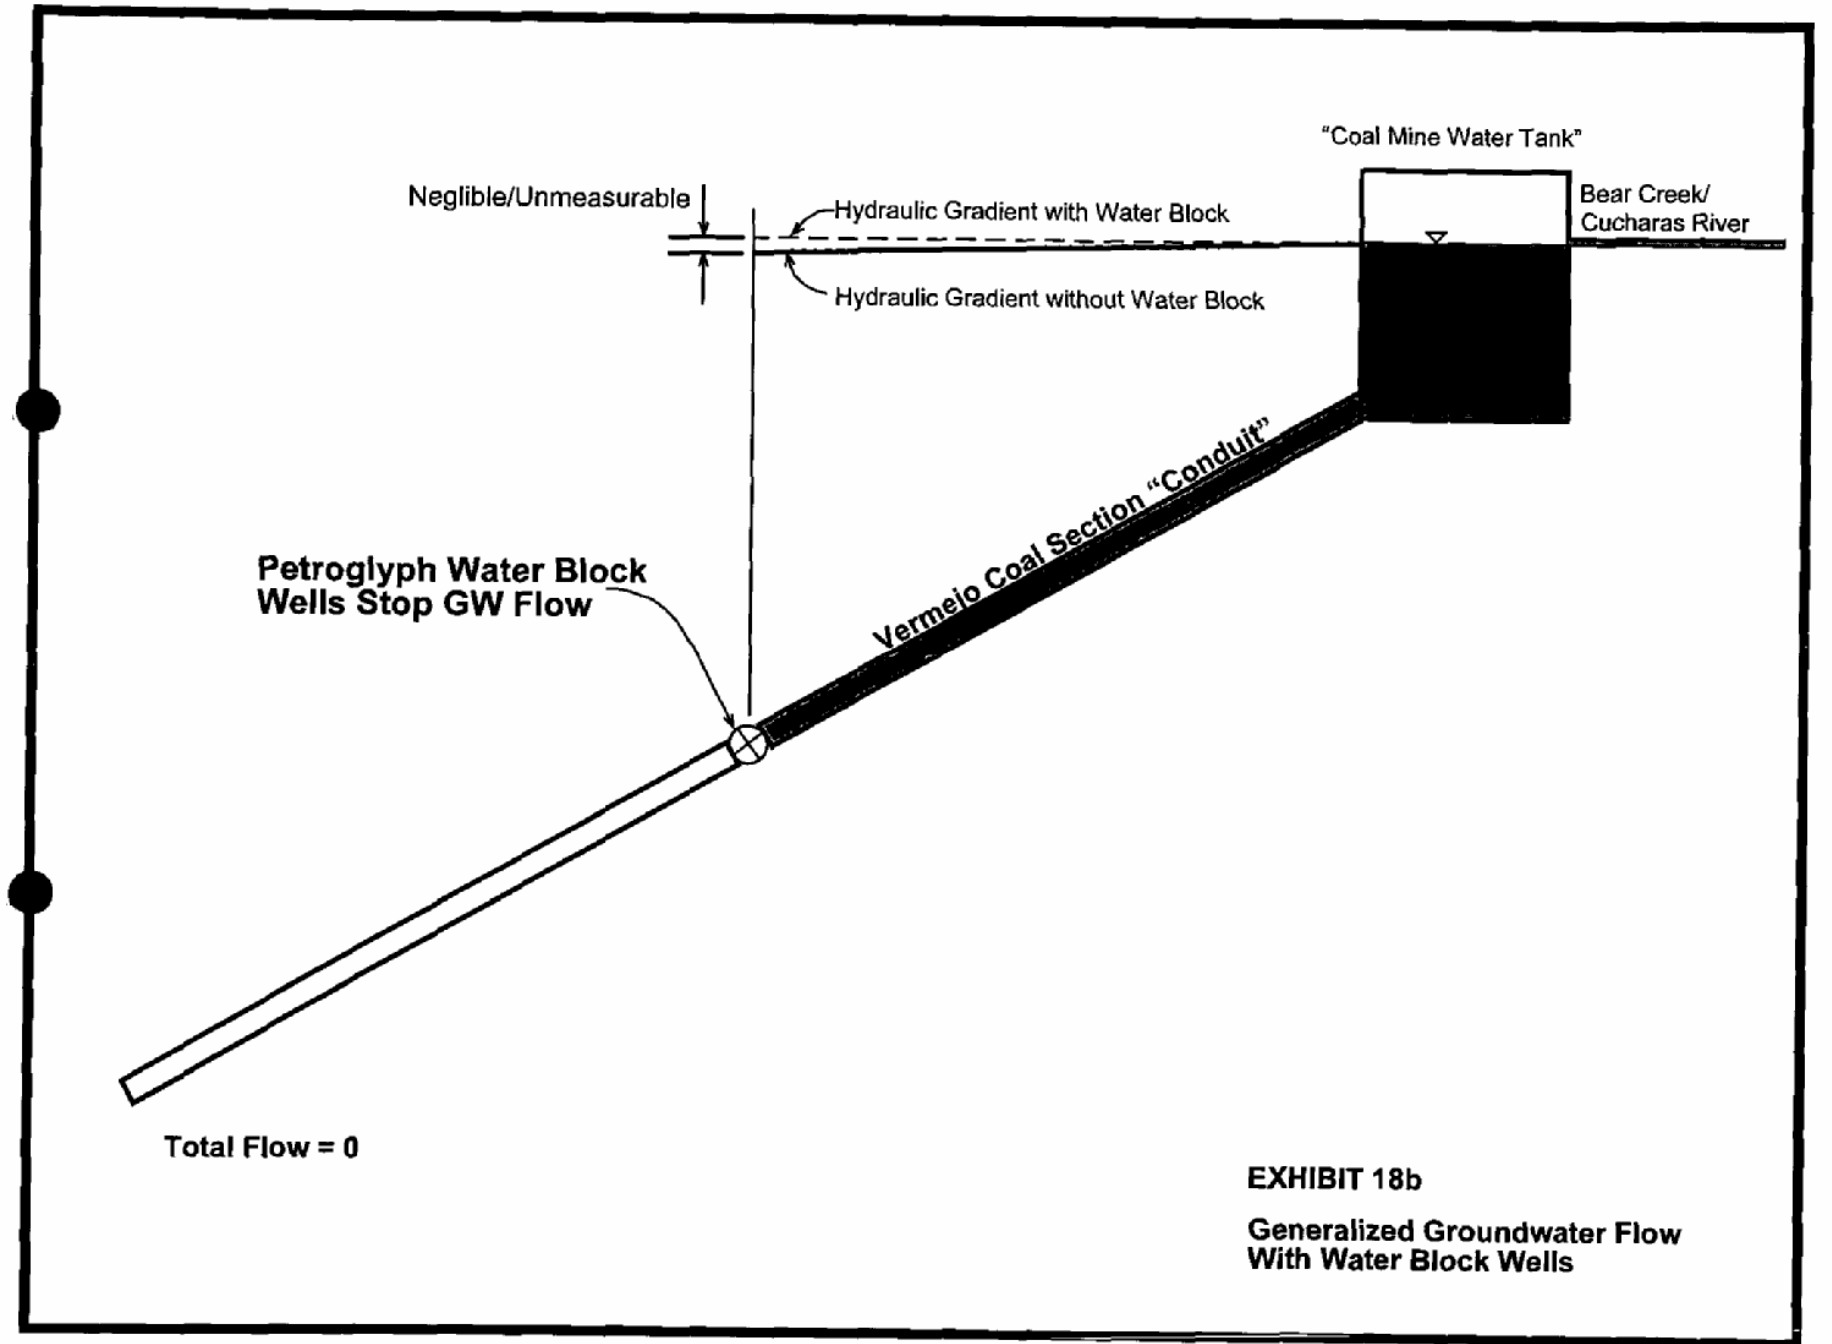 "Coal Mine Water Tank"
Neglible/Unmeasurable
Hydraulic Gradient with Water Block
Bear Creek/
Cucharas River
Hydraulic Gradient without Water Block
Vermejo Coal Section "Conduit"
Petroglyph Water Block
Wells Stop GW Flow
Total Flow = 0
EXHIBIT 18b
Generalized Groundwater Flow
With Water Block Wells